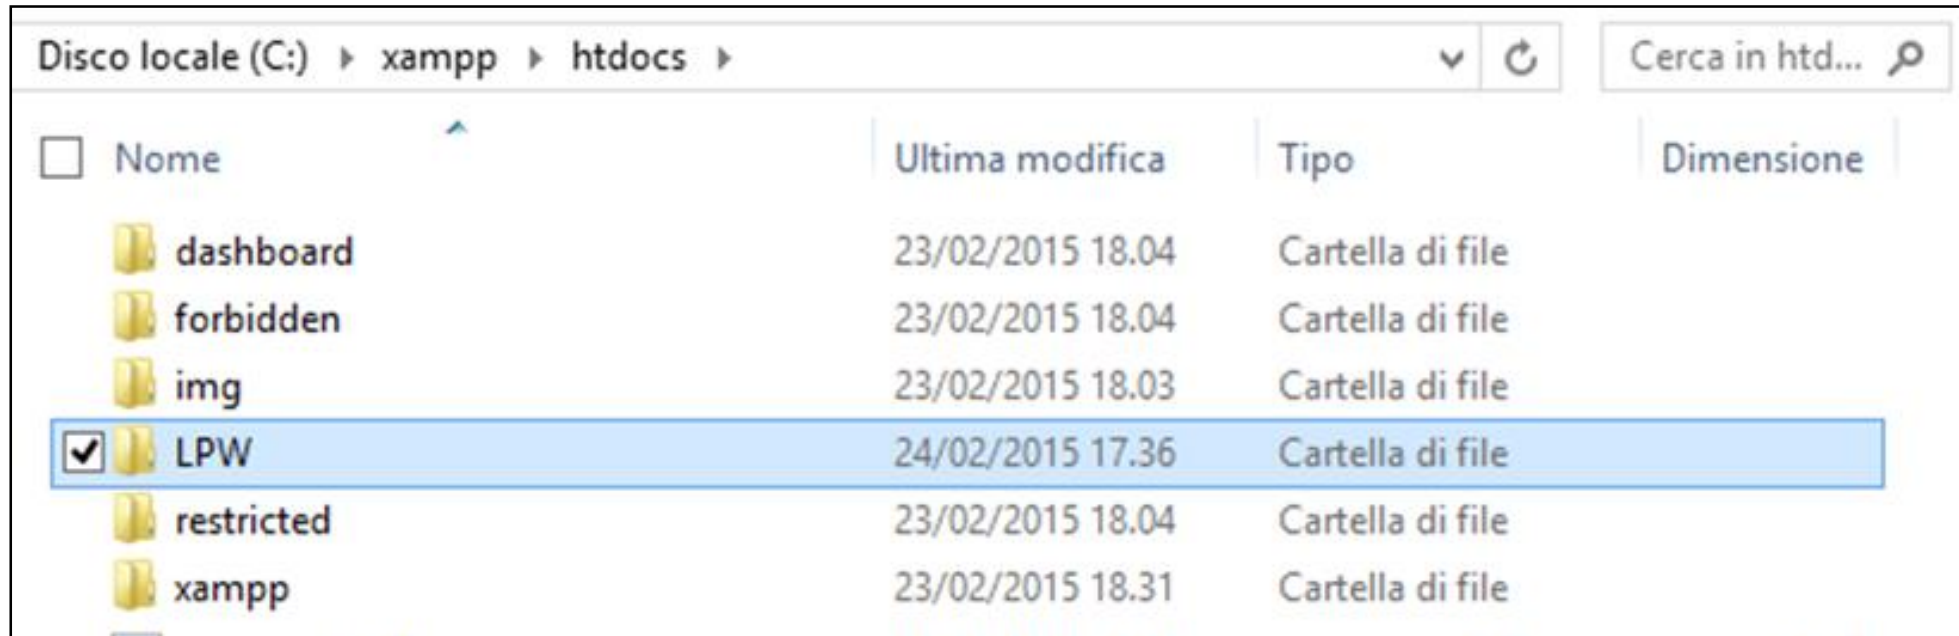 Disco locale (C:) xampp htdocs Cerca in htd...
Nome Ultima modifica Tipo Dimensione
dashboard 23/02/2015 18.04 Cartella di file
forbidden 23/02/2015 18.04 Cartella di file
img 23/02/2015 18.03 Cartella di file
LPW 24/02/2015 17.36 Cartella di file
restricted 23/02/2015 18.04 Cartella di file
xampp 23/02/2015 18.31 Cartella di file